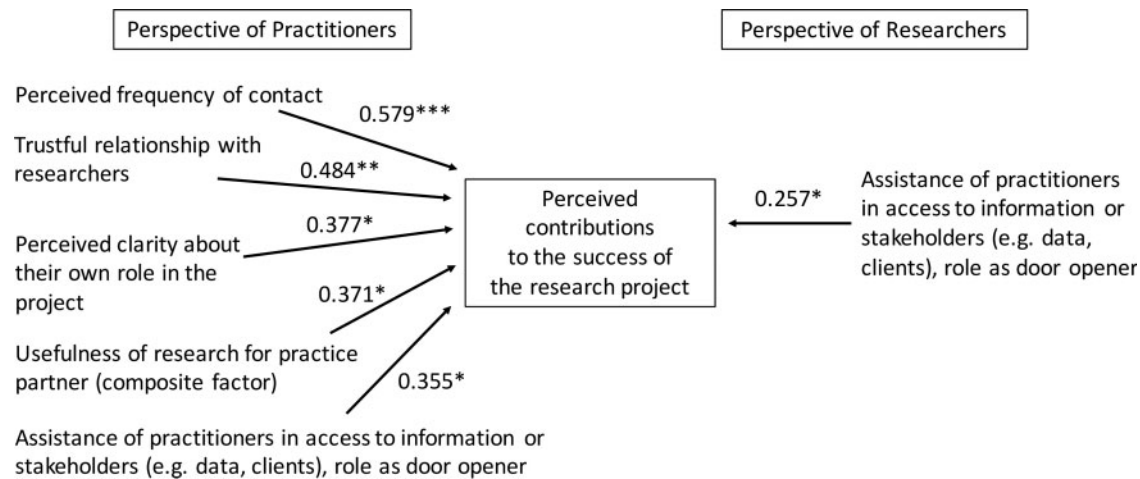 Perspective of Practitioners
Perspective of Researchers
Perceived frequency of contact
0.579***
Trustful relationship with
researchers
0.484**
Perceived clarity about
their own role in the
project
0.377*
Usefulness of research for practice
partner (composite factor)
0.371*
Assistance of practitioners in access to information or
stakeholders (e.g. data, clients), role as door opener
0.355*
Perceived
contributions
to the success of
the research project
0.257*
Assistance of practitioners
in access to information or
stakeholders (e.g. data,
clients), role as door opener